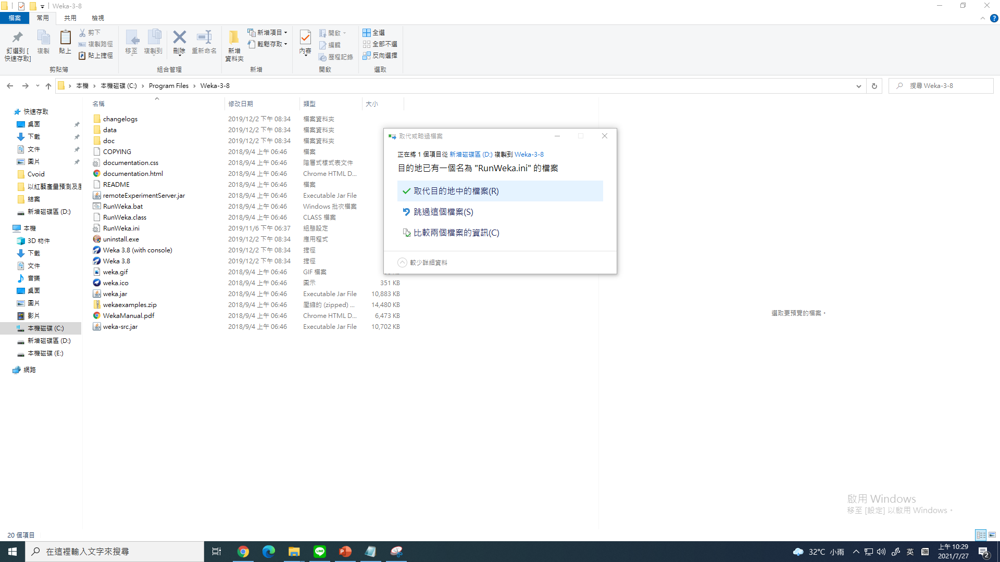 Weka-3-8
檔案 常用 共用 檢視
釘選到 [
快速存取]
複製
貼上
剪下
複製路徑
貼上捷徑
剪貼簿
移至
複製到
刪除
重新命名
組合管理
新增
資料夾
新增項目
輕鬆存取
新增
內容
開啟
編輯
歷程記錄
開啟
全選
全部不選
反向選擇
選取
本機 > 本機磁碟 (C:) > Program Files > Weka-3-8
搜尋 Weka-3-8
快速存取
桌面
下載
文件
圖片
Cvoid
以紅藜產量預測及
結案
新增磁碟區 (D:)
本機
3D 物件
下載
文件
音樂
桌面
圖片
影片
本機磁碟 (C:)
新增磁碟區 (D:)
本機磁碟 (E:)
網路
名稱 修改日期 類型 大小
changelogs 2019/12/2 下午 08:34 檔案資料夾
data 2019/12/2 下午 08:34 檔案資料夾
doc 2019/12/2 下午 08:34 檔案資料夾
COPYING 2018/9/4 上午 06:46 檔案
documentation.css 2018/9/4 上午 06:46 階層式樣式表文件
documentation.html 2018/9/4 上午 06:46 Chrome HTML D...
README 2018/9/4 上午 06:46 檔案
remoteExperimentServer.jar 2018/9/4 上午 06:46 Executable Jar File
RunWeka.bat 2018/9/4 上午 06:46 Windows 批次檔案
RunWeka.class 2018/9/4 上午 06:46 CLASS 檔案
RunWeka.ini 2019/11/6 下午 06:37 組態設定
uninstall.exe 2019/12/2 下午 08:34 應用程式
Weka 3.8 (with console) 2019/12/2 下午 08:34 捷徑
Weka 3.8 2019/12/2 下午 08:34 捷徑
weka.gif 2018/9/4 上午 06:46 GIF 檔案
weka.ico 2018/9/4 上午 06:46 圖示 351 KB
weka.jar 2018/9/4 上午 06:46 Executable Jar File 10,883 KB
wekaexamples.zip 2018/9/4 上午 06:46 壓縮的 (zipped) ... 14,480 KB
WekaManual.pdf 2018/9/4 上午 06:46 Chrome HTML D... 6,473 KB
weka-src.jar 2018/9/4 上午 06:46 Executable Jar File 10,702 KB
取代或略過檔案
正在將 1 個項目從 新增磁碟區 (D:) 複製到 Weka-3-8
目的地已有一個名為 "RunWeka.ini" 的檔案
取代目的地中的檔案(R)
跳過這個檔案(S)
比較兩個檔案的資訊(C)
較少詳細資料
選取要預覽的檔案。
啟用 Windows
移至 [設定] 以啟用 Windows。
20 個項目
在這裡輸入文字來搜尋
LINE
32°C 小雨
英
上午 10:29
2021/7/27
2